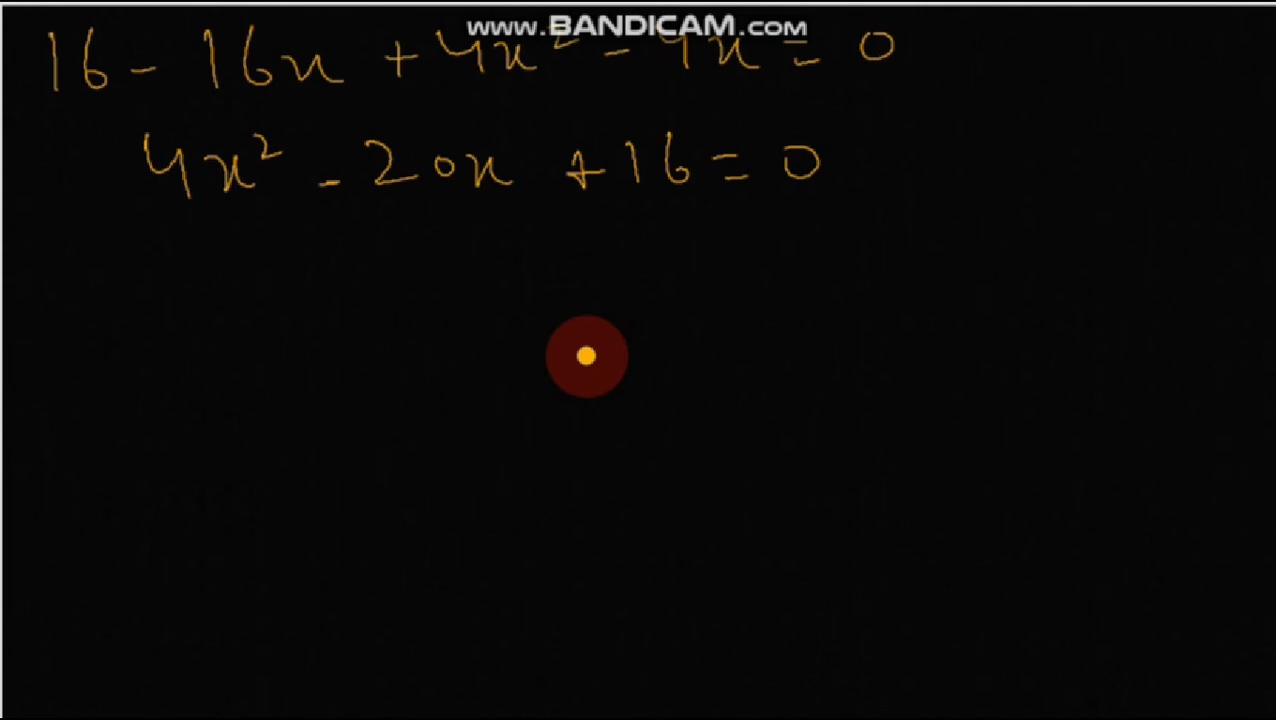 www.BANDICAM.com
16 - 16x + 4x² - 4x = 0
4x² - 20x + 16 = 0